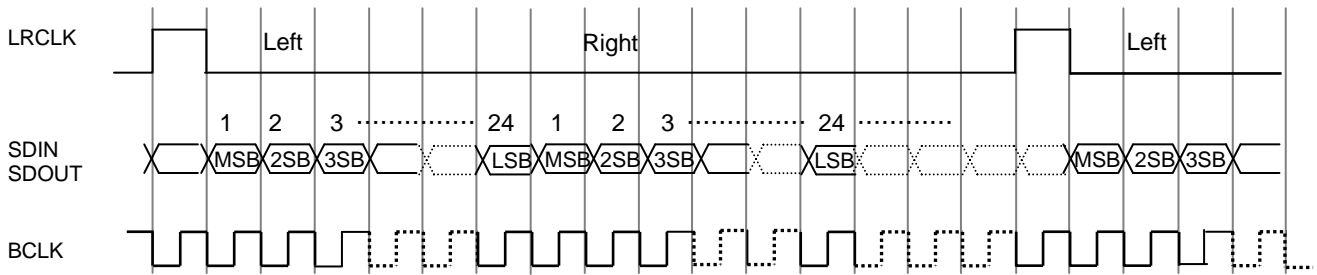 LRCLK Left Right Left
1 2 3 ··········· 24 1 2 3 ··········· 24 ·········
SDIN MSB 2SB 3SB LSB MSB 2SB 3SB LSB MSB 2SB 3SB
SDOUT
BCLK